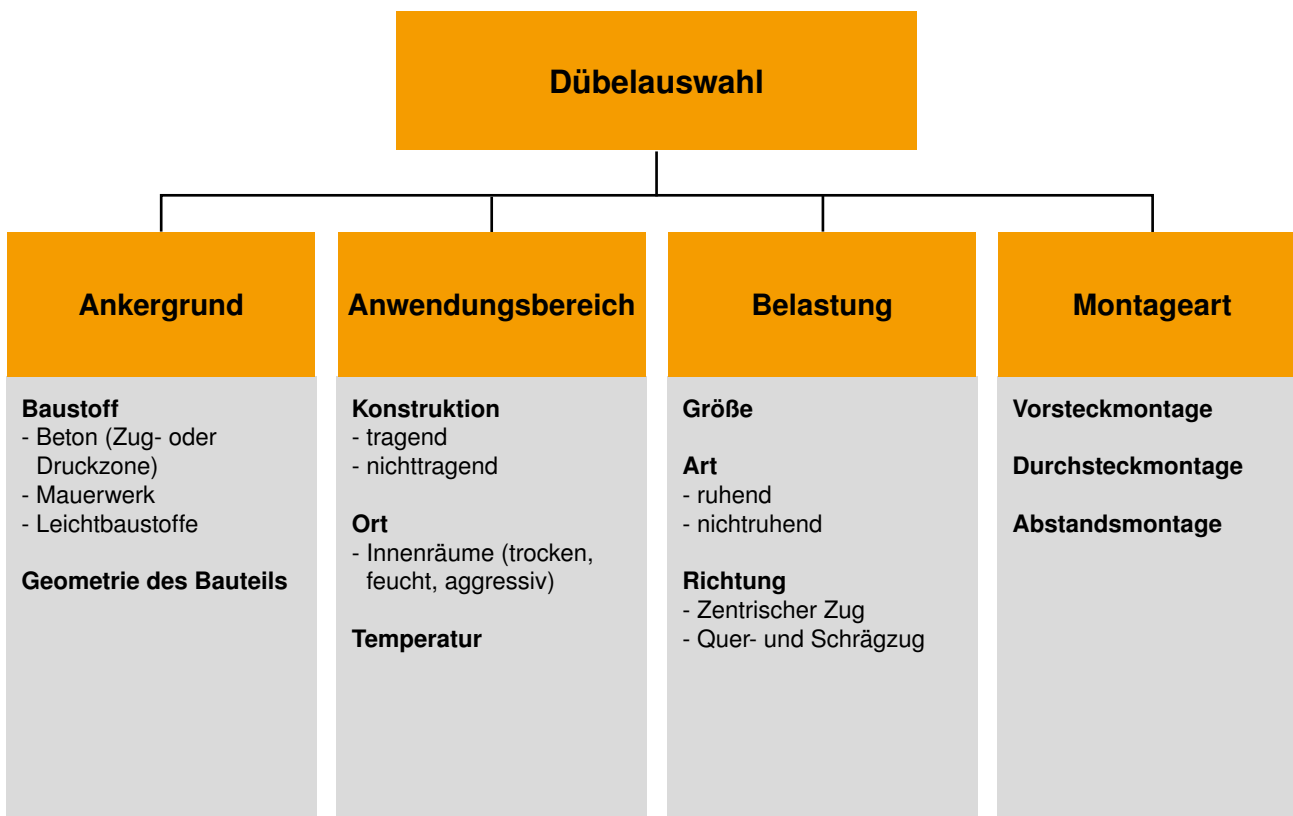 Dübelauswahl
Ankergrund
Baustoff
- Beton (Zug- oder
Druckzone)
- Mauerwerk
- Leichtbaustoffe
Geometrie des Bauteils
Anwendungsbereich
Konstruktion
- tragend
- nichttragend
Ort
- Innenräume (trocken,
feucht, aggressiv)
Temperatur
Belastung
Größe
Art
- ruhend
- nichtruhend
Richtung
- Zentrischer Zug
- Quer- und Schrägzug
Montageart
Vorsteckmontage
Durchsteckmontage
Abstandsmontage